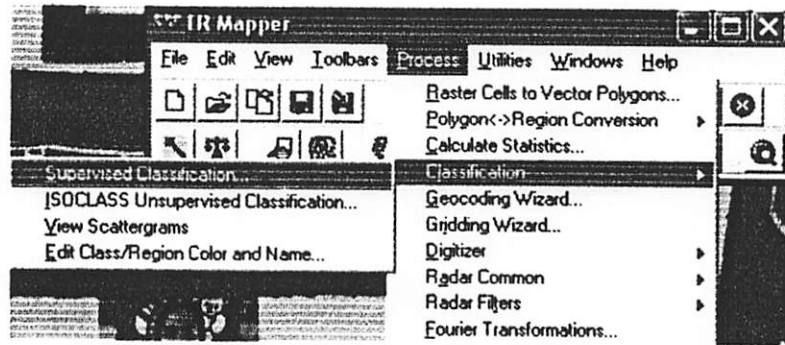 ER Mapper
File Edit View Toolbars Process Utilities Windows Help
Raster Cells to Vector Polygons...
Polygon<->Region Conversion
Calculate Statistics...
Classification
Geocoding Wizard...
Gridding Wizard...
Digitizer
Radar Common
Radar Filters
Fourier Transformations...
Supervised Classification...
ISOCLASS Unsupervised Classification...
View Scattergrams
Edit Class/Region Color and Name...